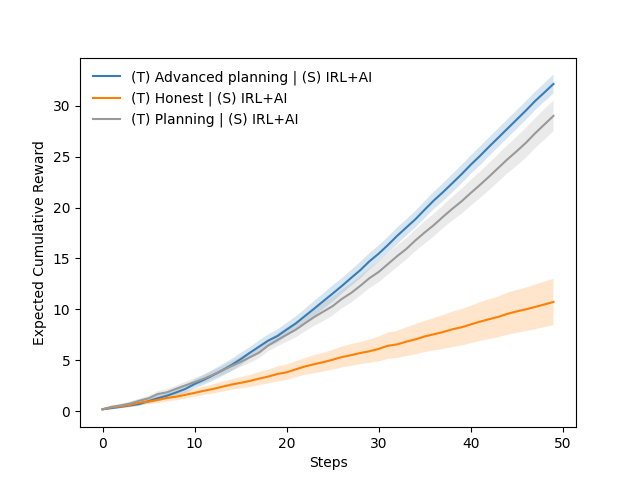 (T) Advanced planning | (S) IRL+AI
(T) Honest | (S) IRL+AI
(T) Planning | (S) IRL+AI
Expected Cumulative Reward
30
25
20
15
10
5
0
0 10 20 30 40 50
Steps